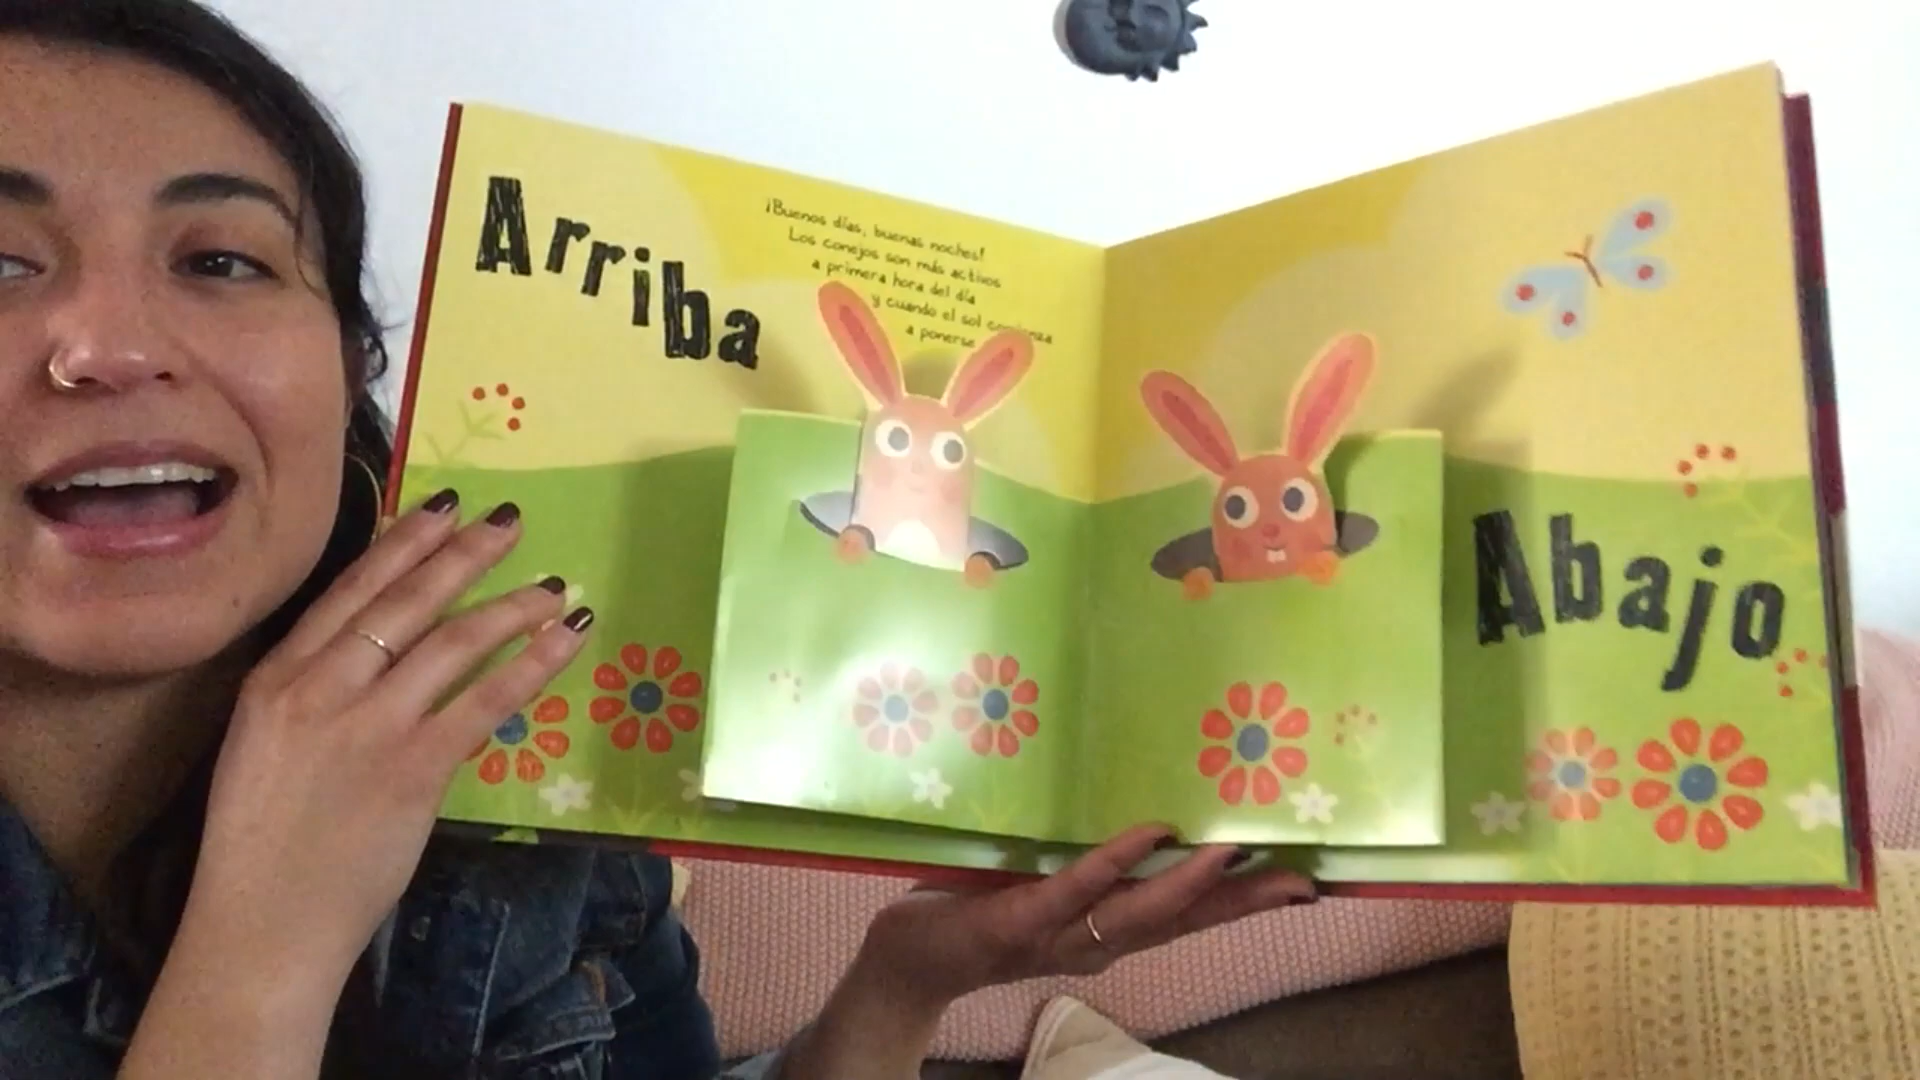 Arriba
¡Buenos días, buenas noches!
Los conejos son más activos
a primera hora del día
y cuando el sol comienza
a ponerse
Abajo